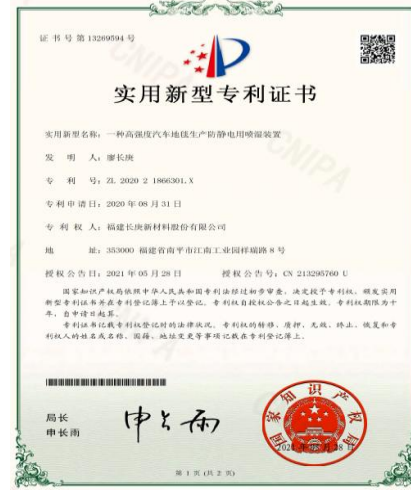 证书号第13269594号
实用新型专利证书
实用新型名称：一种高强度汽车地毯生产防静电用喷湿装置
发 明 人：廖长庚
专 利 号：ZL 2020 2 1866301.X
专利申请日：2020年08月31日
专 利 权 人：福建长庚新材料股份有限公司
地 址：353000 福建省南平市江南工业园祥瑞路8号
授权公告日：2021年05月28日 授权公告号：CN 213295760 U
国家知识产权局依照中华人民共和国专利法经过初步审查，决定授予专利权，颁发实用
新型专利证书并在专利登记簿上予以登记。专利权自授权公告之日起生效。专利权期限为十
年，自申请日起算。
专利证书记载专利权登记时的法律状况。专利权的转移、质押、无效、终止、恢复和专
利权人的姓名或名称、国籍、地址变更等事项记载在专利登记簿上。
局长
申长雨
申长雨
国家知识产权局
第 1 页 (共 2 页)
CNIPA
CNIPA